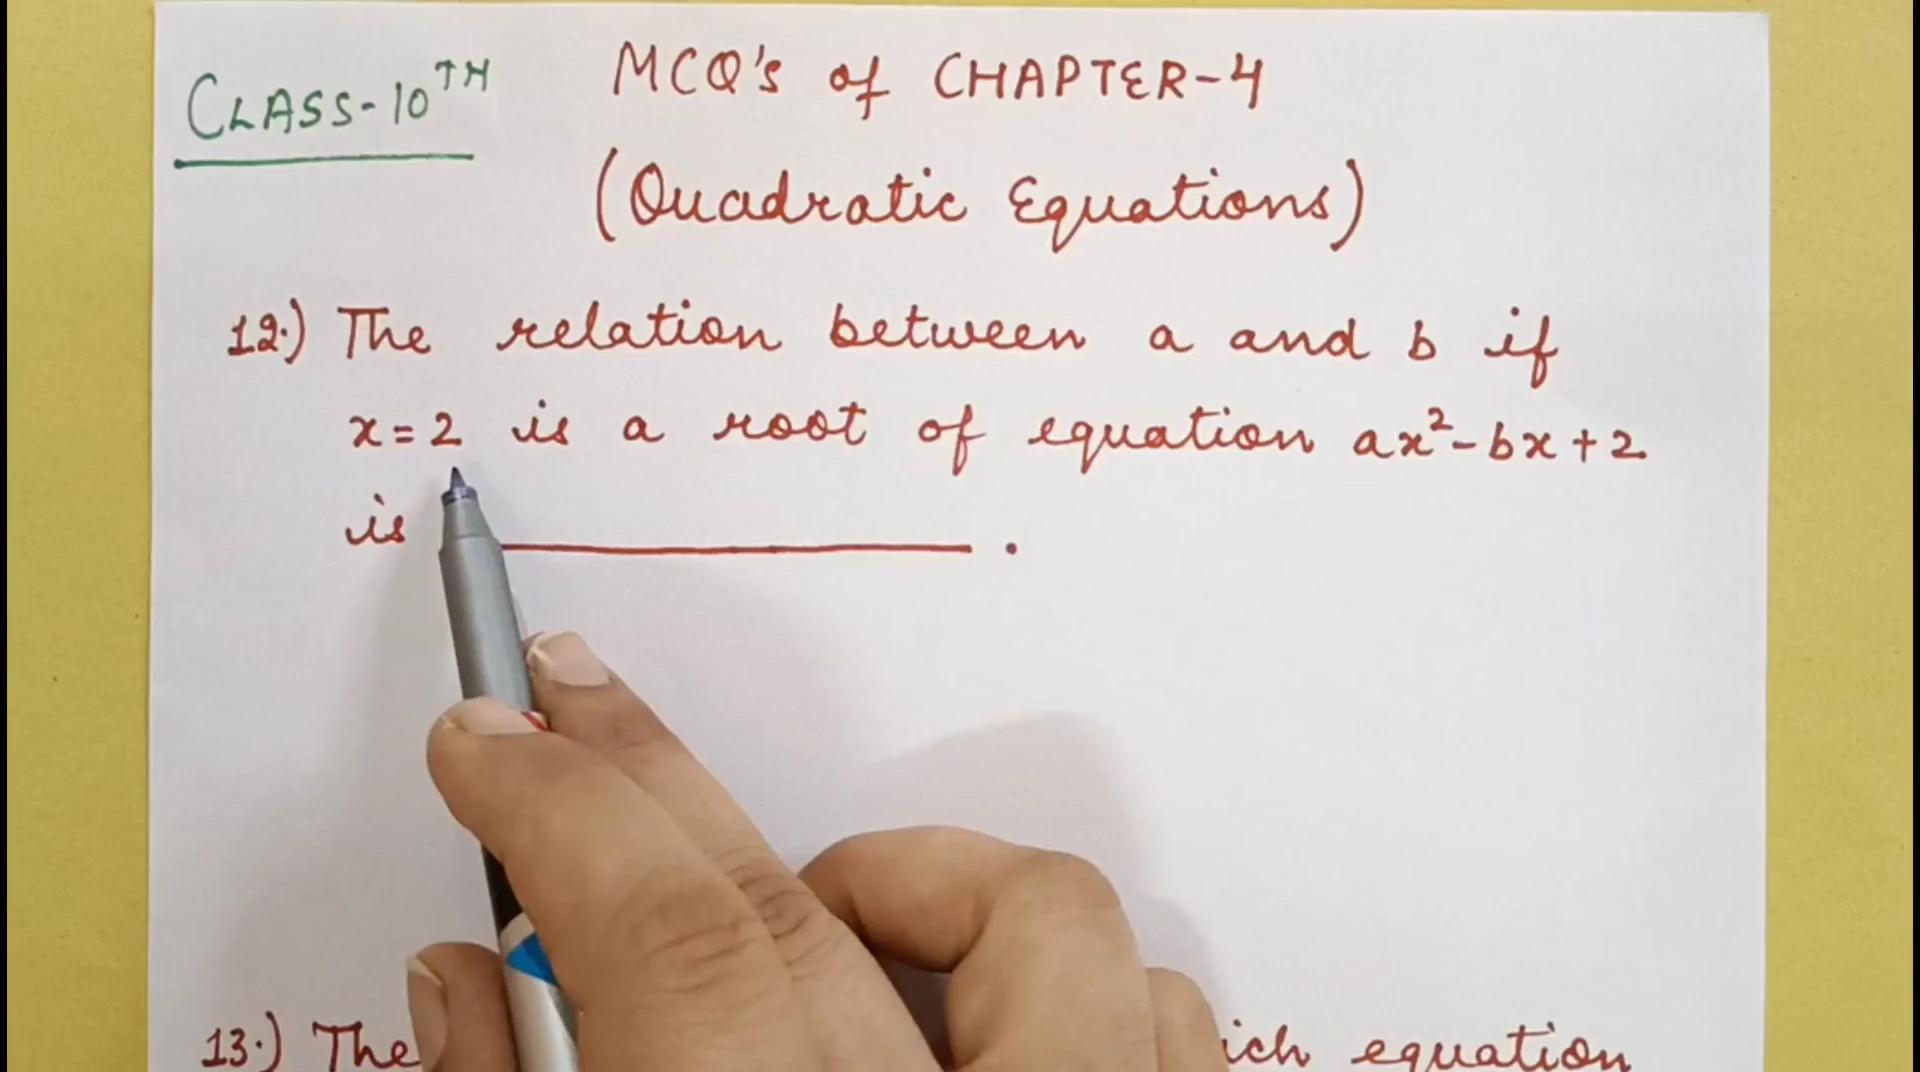 CLASS-10TH
MCQ's of CHAPTER-4
(Quadratic Equations)
12.) The relation between a and b if
x = 2 is a root of equation ax²-bx+2
is ________ .
13.) The ich equation